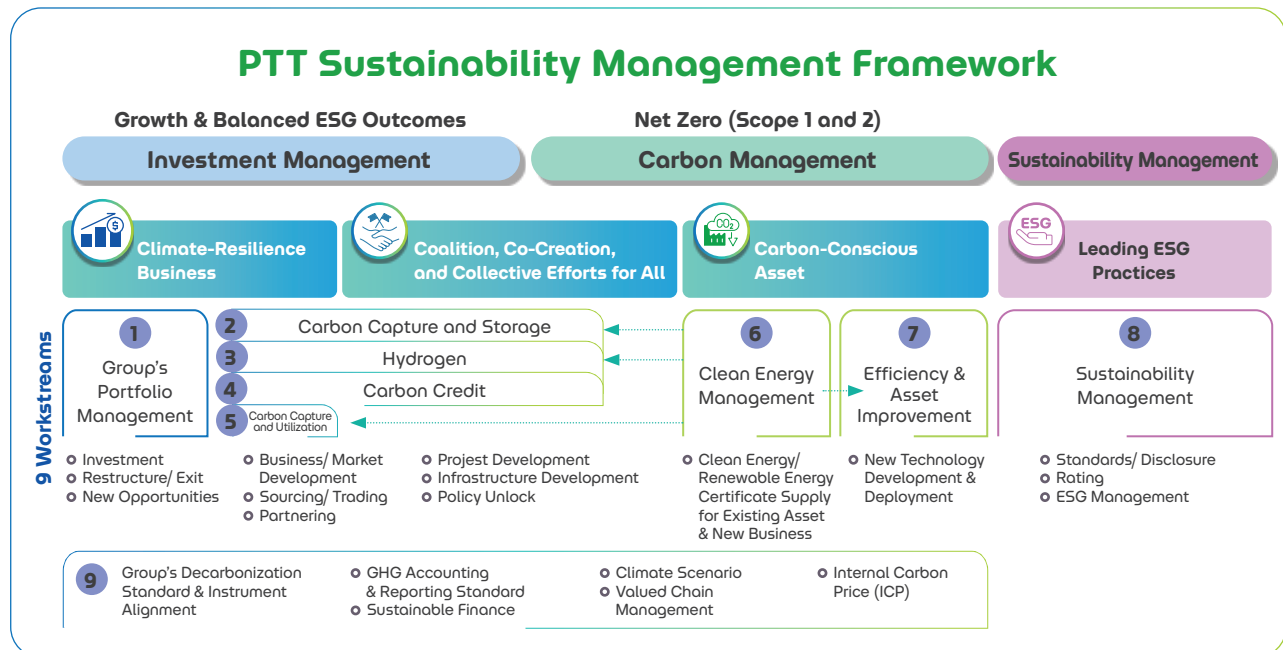 PTT Sustainability Management Framework
Growth & Balanced ESG Outcomes
Net Zero (Scope 1 and 2)
Investment Management
Carbon Management
Sustainability Management
$
Climate-Resilience
Business
Coalition, Co-Creation,
and Collective Efforts for All
CO2
Carbon-Conscious
Asset
ESG
Leading ESG
Practices
9 Workstreams
1
Group's
Portfolio
Management
2
Carbon Capture and Storage
3
Hydrogen
4
Carbon Credit
5
Carbon Capture
and Utilization
6
Clean Energy
Management
7
Efficiency &
Asset
Improvement
8
Sustainability
Management
Investment
Restructure/ Exit
New Opportunities
Business/ Market
Development
Sourcing/ Trading
Partnering
Projest Development
Infrastructure Development
Policy Unlock
Clean Energy/
Renewable Energy
Certificate Supply
for Existing Asset
& New Business
New Technology
Development &
Deployment
Standards/ Disclosure
Rating
ESG Management
9
Group's Decarbonization
Standard & Instrument
Alignment
GHG Accounting
& Reporting Standard
Sustainable Finance
Climate Scenario
Valued Chain
Management
Internal Carbon
Price (ICP)